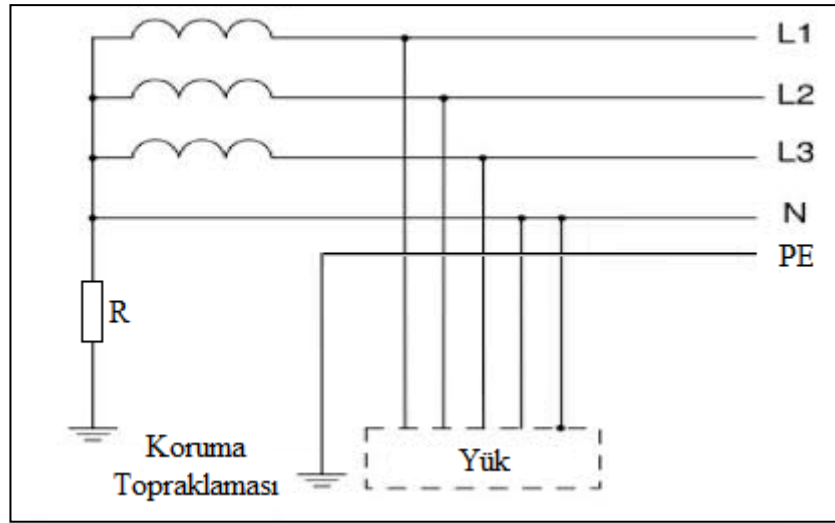 L1
L2
L3
N
PE
R
Koruma
Topraklaması
Yük